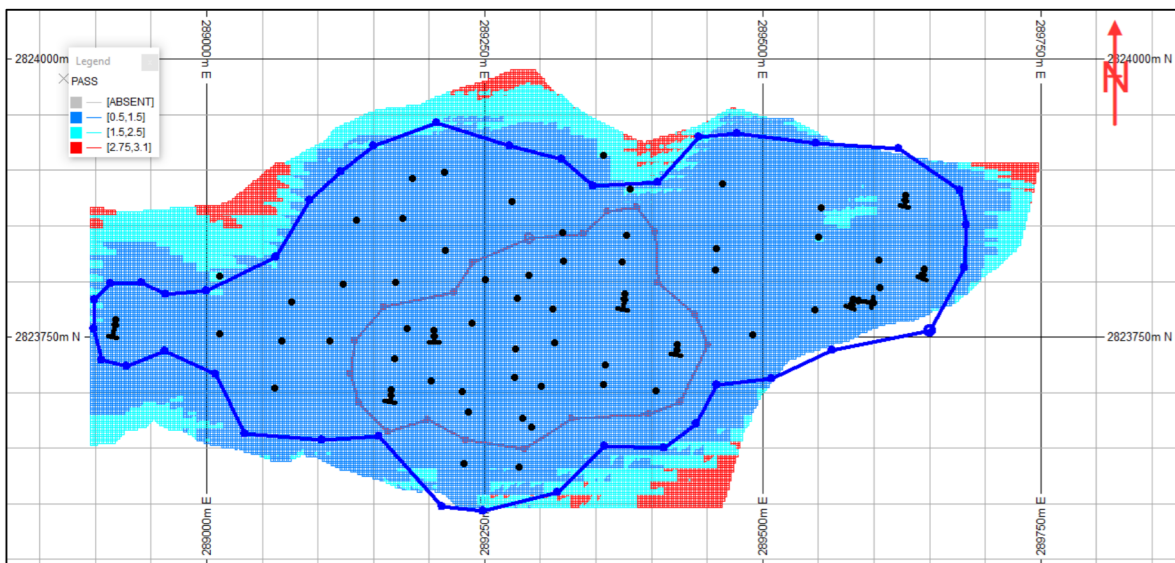 289000m E
289250m E
289500m E
289750m E
2824000m N
2824000m N
Legend
PASS
[ABSENT]
[0.5,1.5]
[1.5,2.5]
[2.75,3.1]
N
2823750m N
2823750m N
289000m E
289250m E
289500m E
289750m E